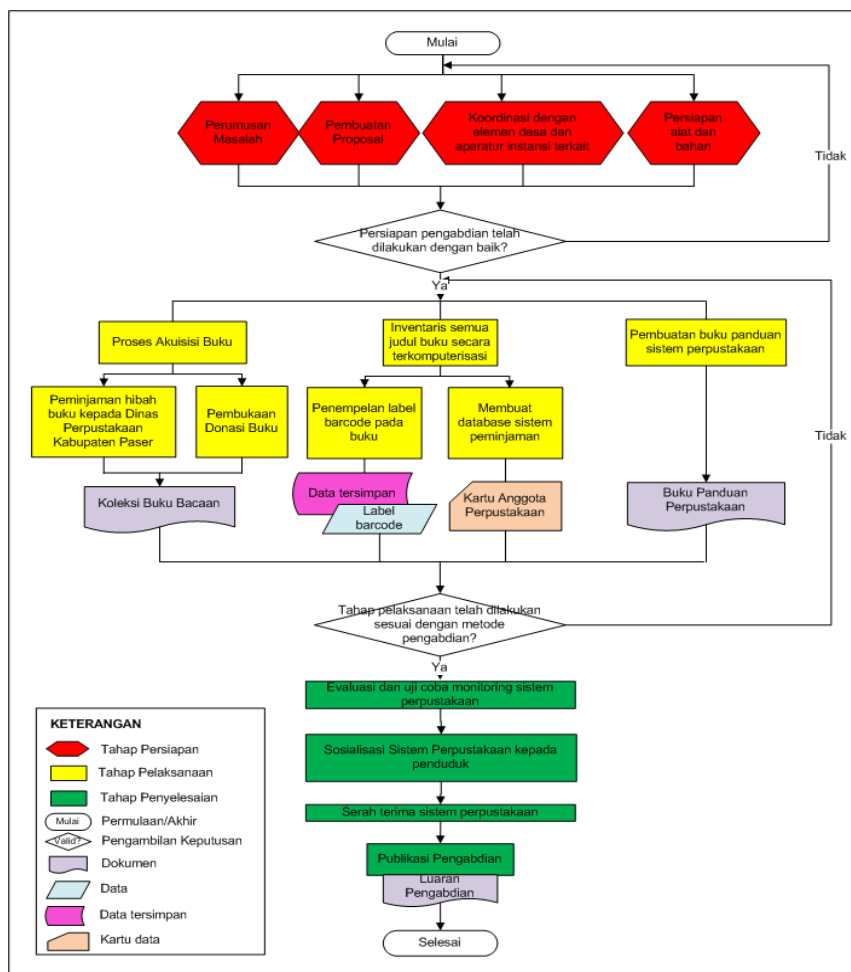 Mulai
Perumusan
Masalah
Pembuatan
Proposal
Koordinasi dengan
elemen desa dan
aparatur instansi terkait
Persiapan
alat dan
bahan
Tidak
Persiapan pengabdian telah
dilakukan dengan baik?
Ya
Proses Akuisisi Buku
Inventaris semua
judul buku secara
terkomputerisasi
Pembuatan buku panduan
sistem perpustakaan
Peminjaman hibah
buku kepada Dinas
Perpustakaan
Kabupaten Paser
Pembukaan
Donasi Buku
Penempelan label
barcode pada
buku
Membuat
database sistem
peminjaman
Tidak
Koleksi Buku Bacaan
Data tersimpan
Label
barcode
Kartu Anggota
Perpustakaan
Buku Panduan
Perpustakaan
Tahap pelaksanaan telah dilakukan
sesuai dengan metode
pengabdian?
Ya
Evaluasi dan uji coba monitoring sistem
perpustakaan
Sosialisasi Sistem Perpustakaan kepada
penduduk
Serah terima sistem perpustakaan
Publikasi Pengabdian
Luaran
Pengabdian
Selesai
KETERANGAN
Tahap Persiapan
Tahap Pelaksanaan
Tahap Penyelesaian
Mulai Permulaan/Akhir
Valid? Pengambilan Keputusan
Dokumen
Data
Data tersimpan
Kartu data